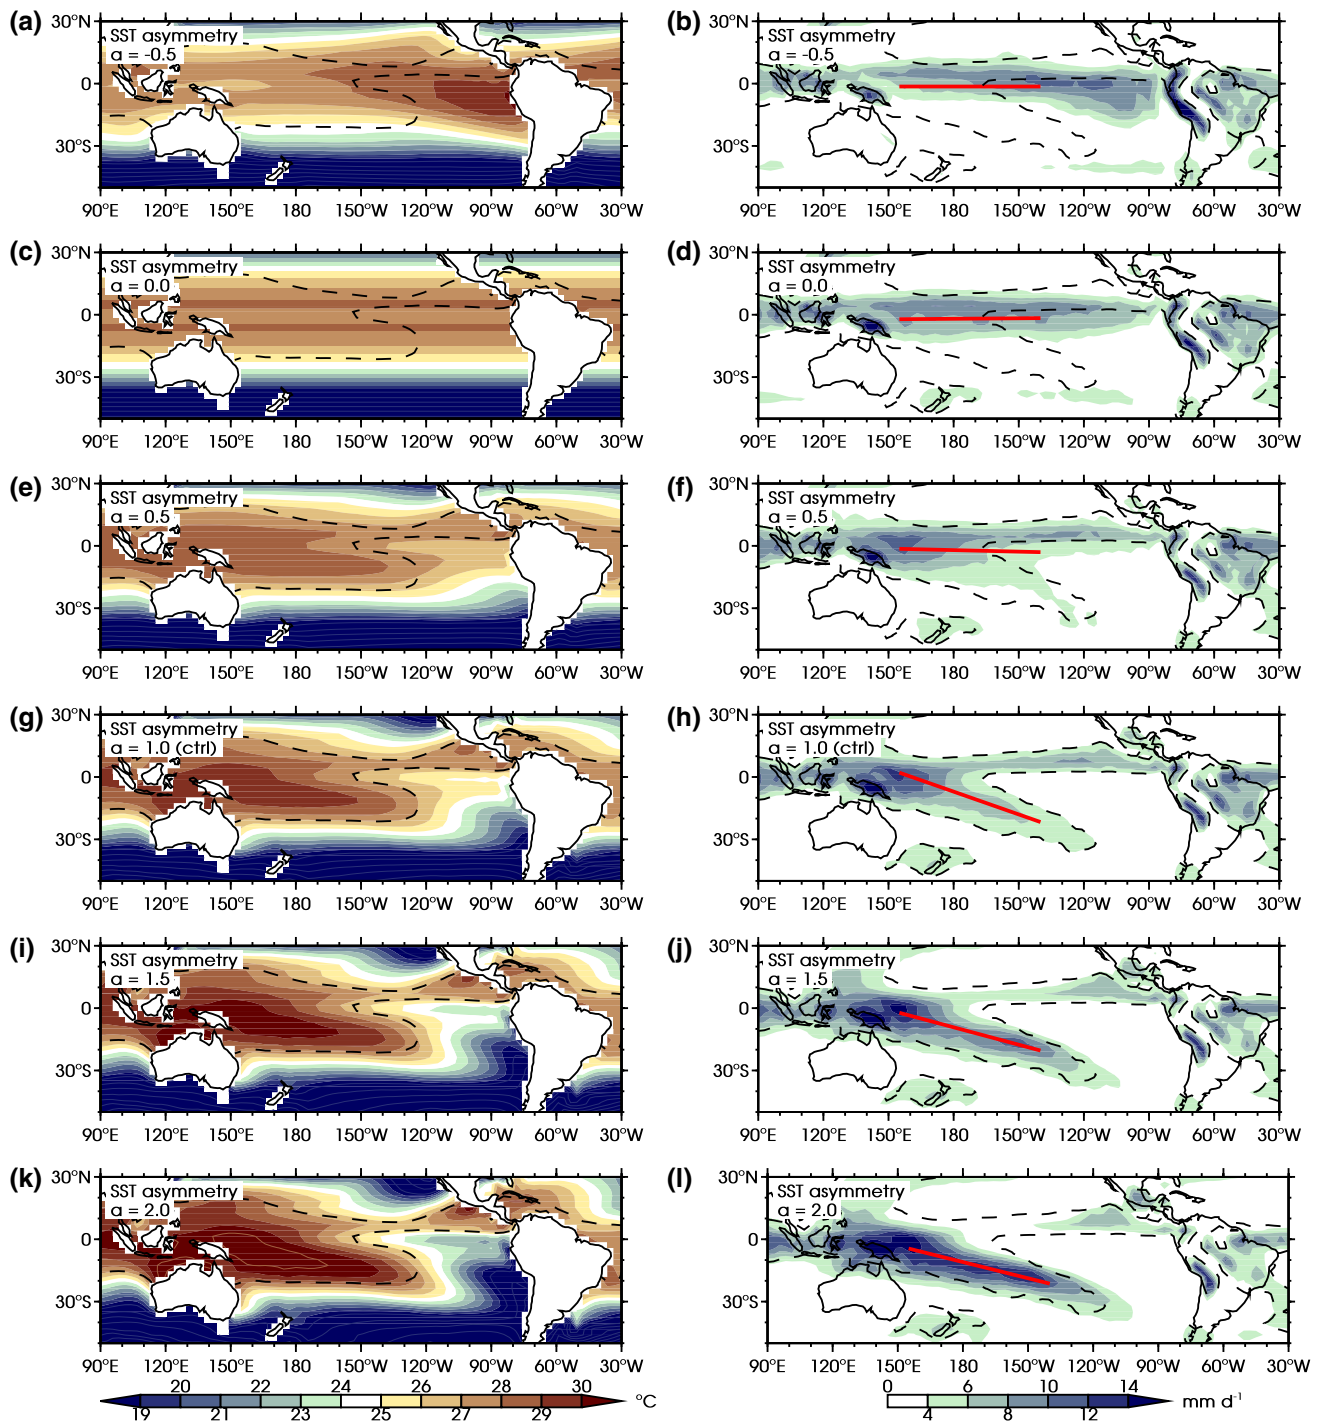 (a) SST asymmetry
a = -0.5
30°N
0
30°S
90°E 120°E 150°E 180 150°W 120°W 90°W 60°W 30°W
(b) SST asymmetry
a = -0.5
30°N
0
30°S
90°E 120°E 150°E 180 150°W 120°W 90°W 60°W 30°W
(c) SST asymmetry
a = 0.0
30°N
0
30°S
90°E 120°E 150°E 180 150°W 120°W 90°W 60°W 30°W
(d) SST asymmetry
a = 0.0
30°N
0
30°S
90°E 120°E 150°E 180 150°W 120°W 90°W 60°W 30°W
(e) SST asymmetry
a = 0.5
30°N
0
30°S
90°E 120°E 150°E 180 150°W 120°W 90°W 60°W 30°W
(f) SST asymmetry
a = 0.5
30°N
0
30°S
90°E 120°E 150°E 180 150°W 120°W 90°W 60°W 30°W
(g) SST asymmetry
a = 1.0 (ctrl)
30°N
0
30°S
90°E 120°E 150°E 180 150°W 120°W 90°W 60°W 30°W
(h) SST asymmetry
a = 1.0 (ctrl)
30°N
0
30°S
90°E 120°E 150°E 180 150°W 120°W 90°W 60°W 30°W
(i) SST asymmetry
a = 1.5
30°N
0
30°S
90°E 120°E 150°E 180 150°W 120°W 90°W 60°W 30°W
(j) SST asymmetry
a = 1.5
30°N
0
30°S
90°E 120°E 150°E 180 150°W 120°W 90°W 60°W 30°W
(k) SST asymmetry
a = 2.0
30°N
0
30°S
90°E 120°E 150°E 180 150°W 120°W 90°W 60°W 30°W
(l) SST asymmetry
a = 2.0
30°N
0
30°S
90°E 120°E 150°E 180 150°W 120°W 90°W 60°W 30°W
20 22 24 26 28 30
°C
19 21 23 25 27 29
0 6 10 14
mm d⁻¹
4 8 12